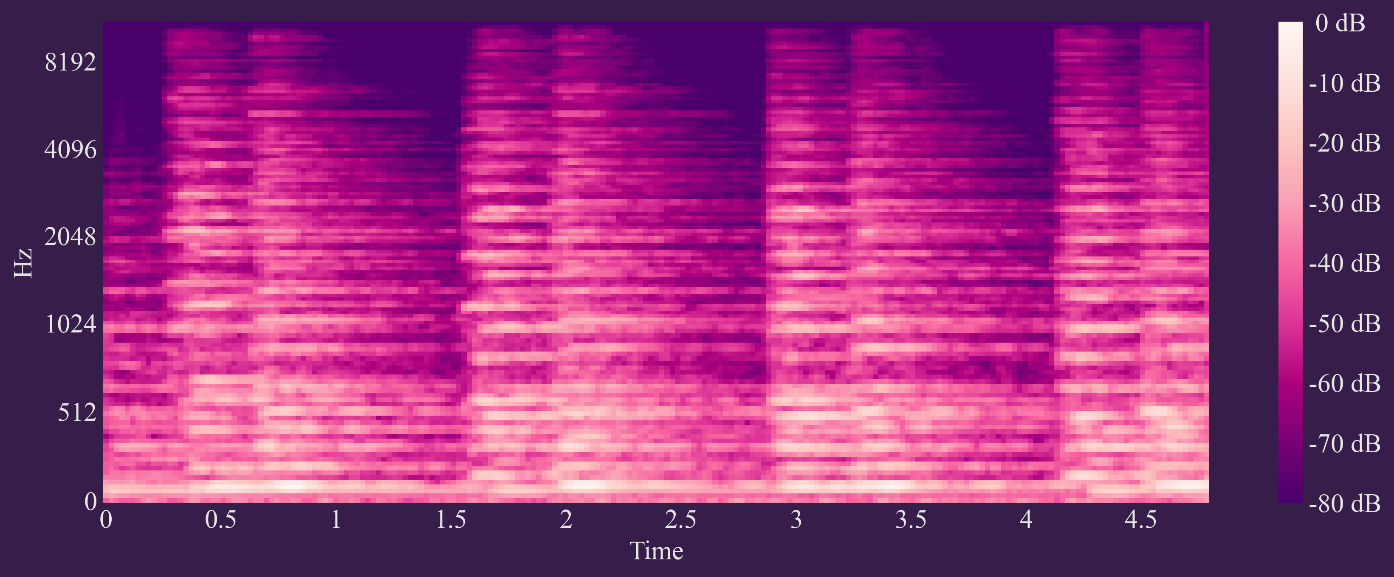 0 dB
8192
-10 dB
-20 dB
4096
-30 dB
2048
Hz
-40 dB
1024
-50 dB
-60 dB
512
-70 dB
0
-80 dB
0 0.5 1 1.5 2 2.5 3 3.5 4 4.5
Time